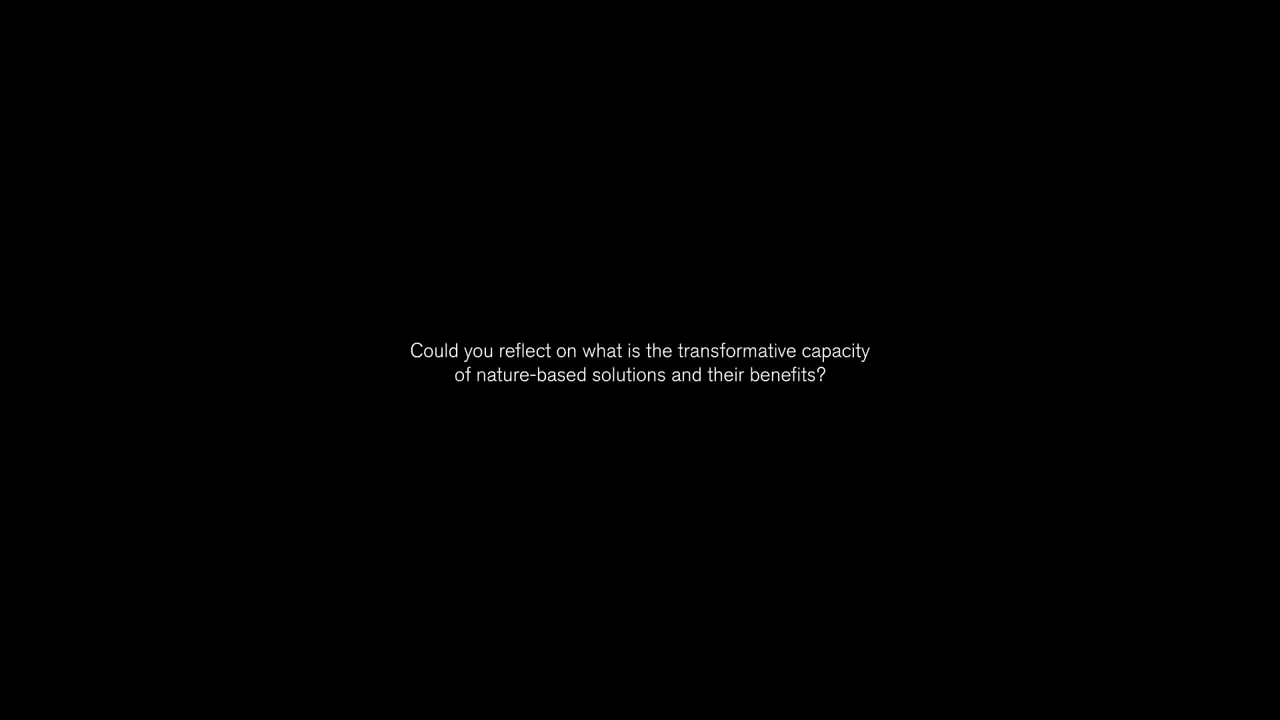 Could you reflect on what is the transformative capacity
of nature-based solutions and their benefits?